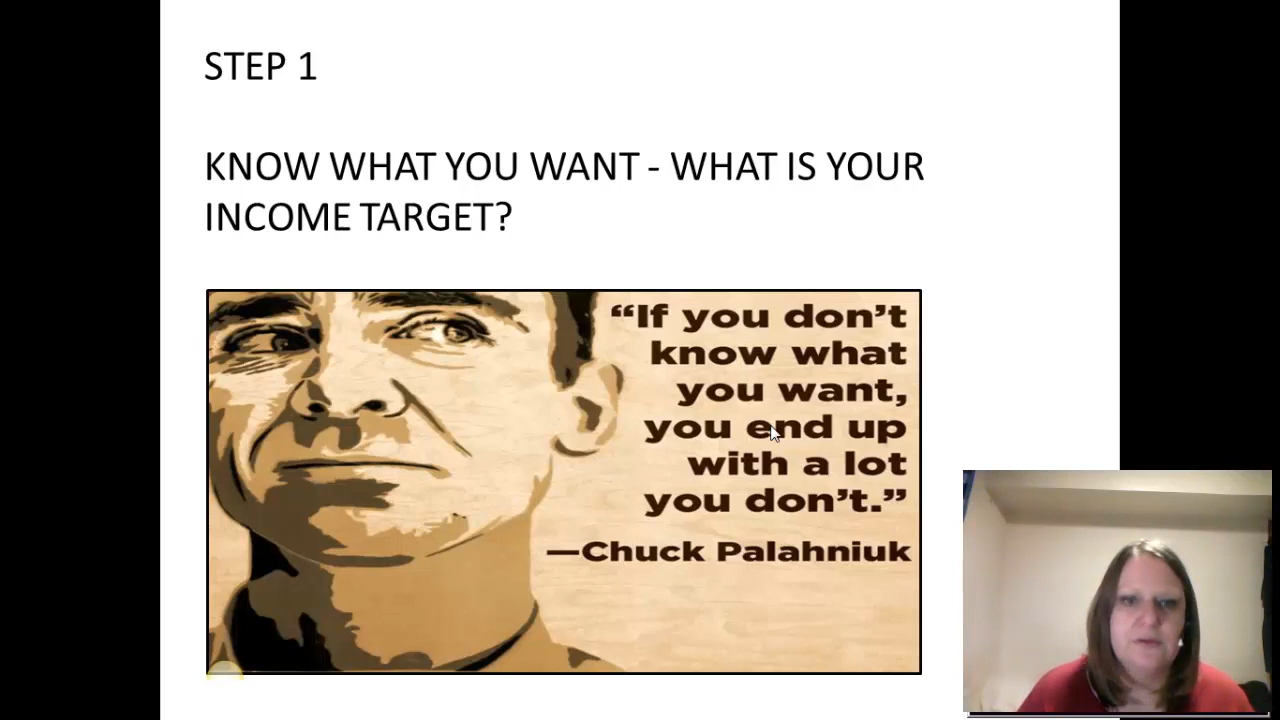 STEP 1
KNOW WHAT YOU WANT - WHAT IS YOUR
INCOME TARGET?
“If you don’t
know what
you want,
you end up
with a lot
you don’t.”
—Chuck Palahniuk